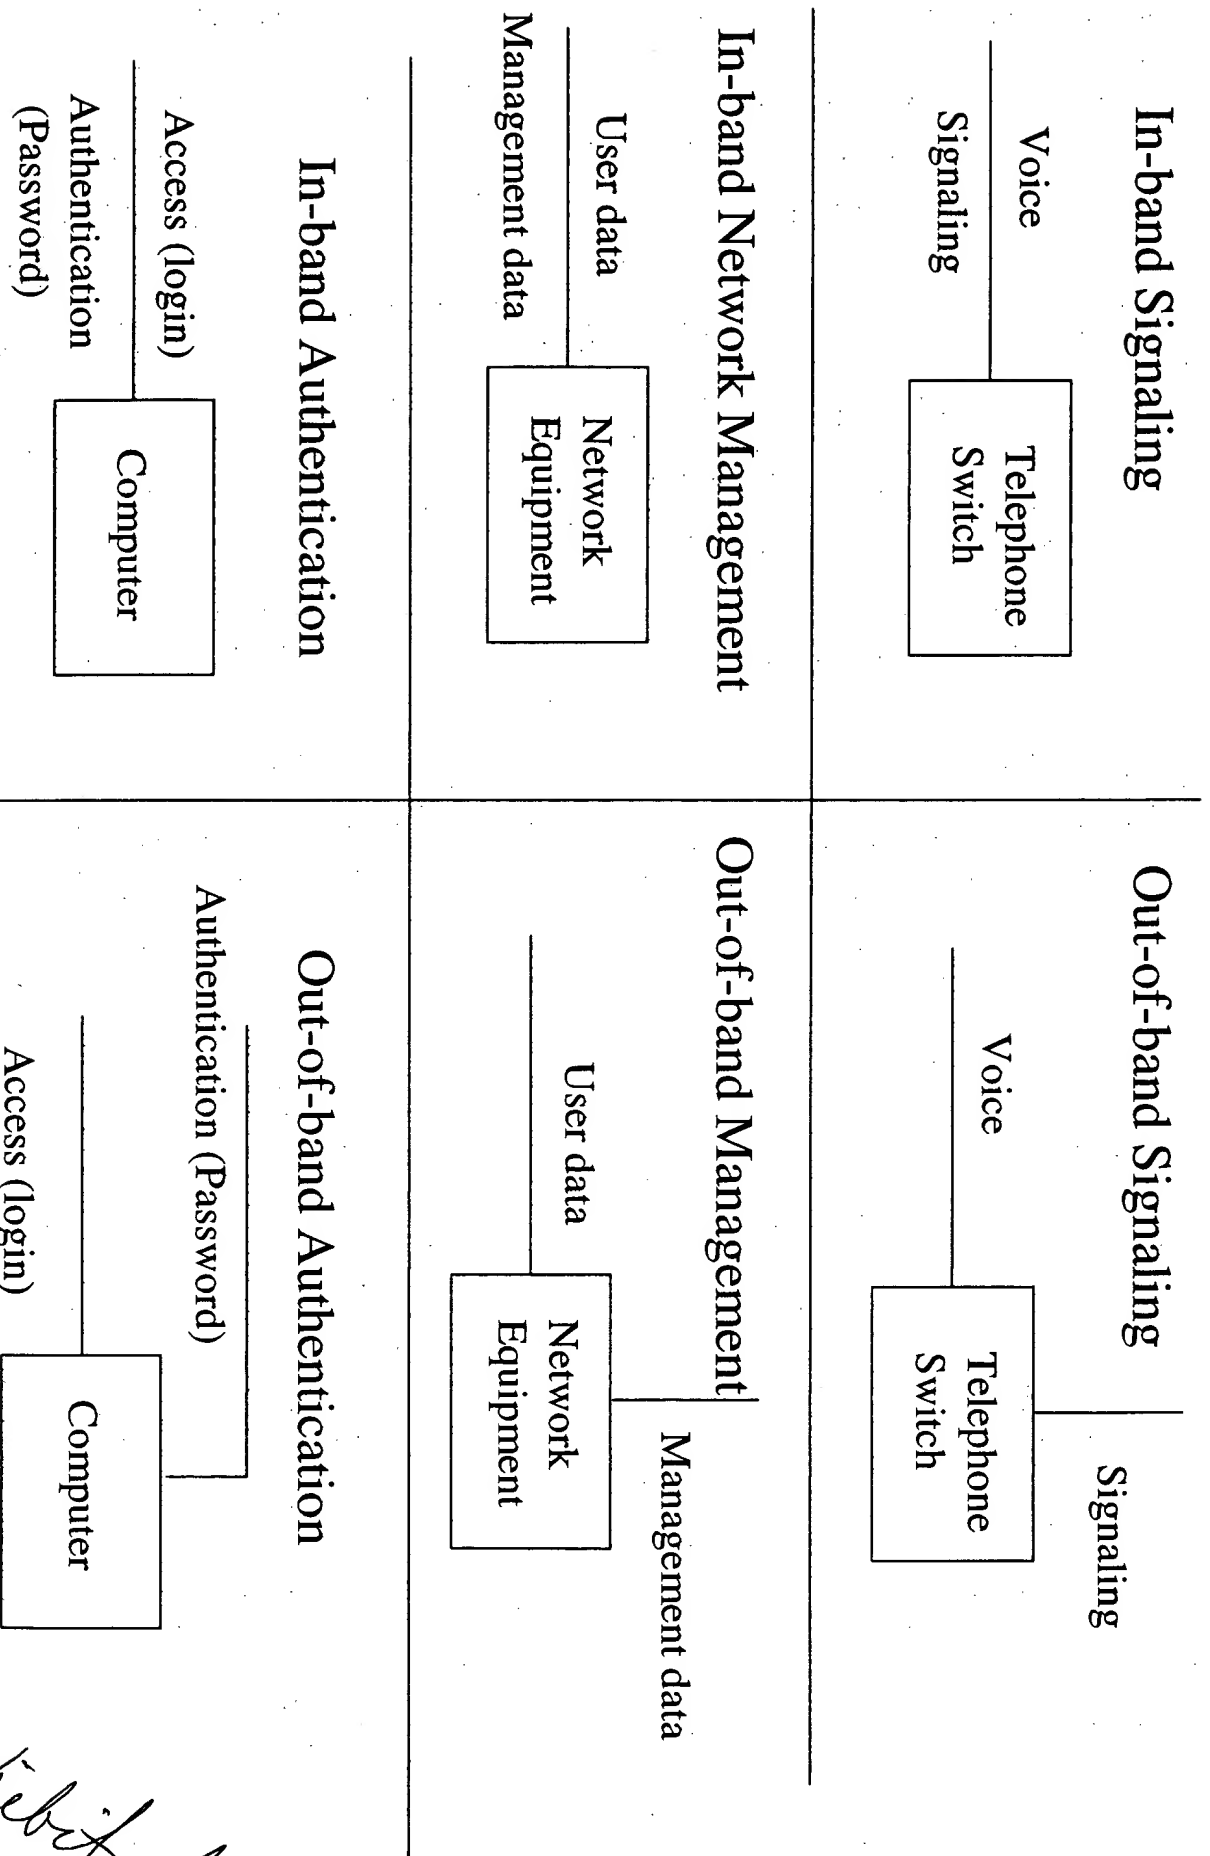 In-band Signaling
Voice
Signaling
Telephone
Switch
Out-of-band Signaling
Voice
Signaling
Telephone
Switch
In-band Network Management
User data
Management data
Network
Equipment
Out-of-band Management
Management data
User data
Network
Equipment
In-band Authentication
Access (login)
Authentication
(Password)
Computer
Out-of-band Authentication
Authentication (Password)
Access (login)
Computer